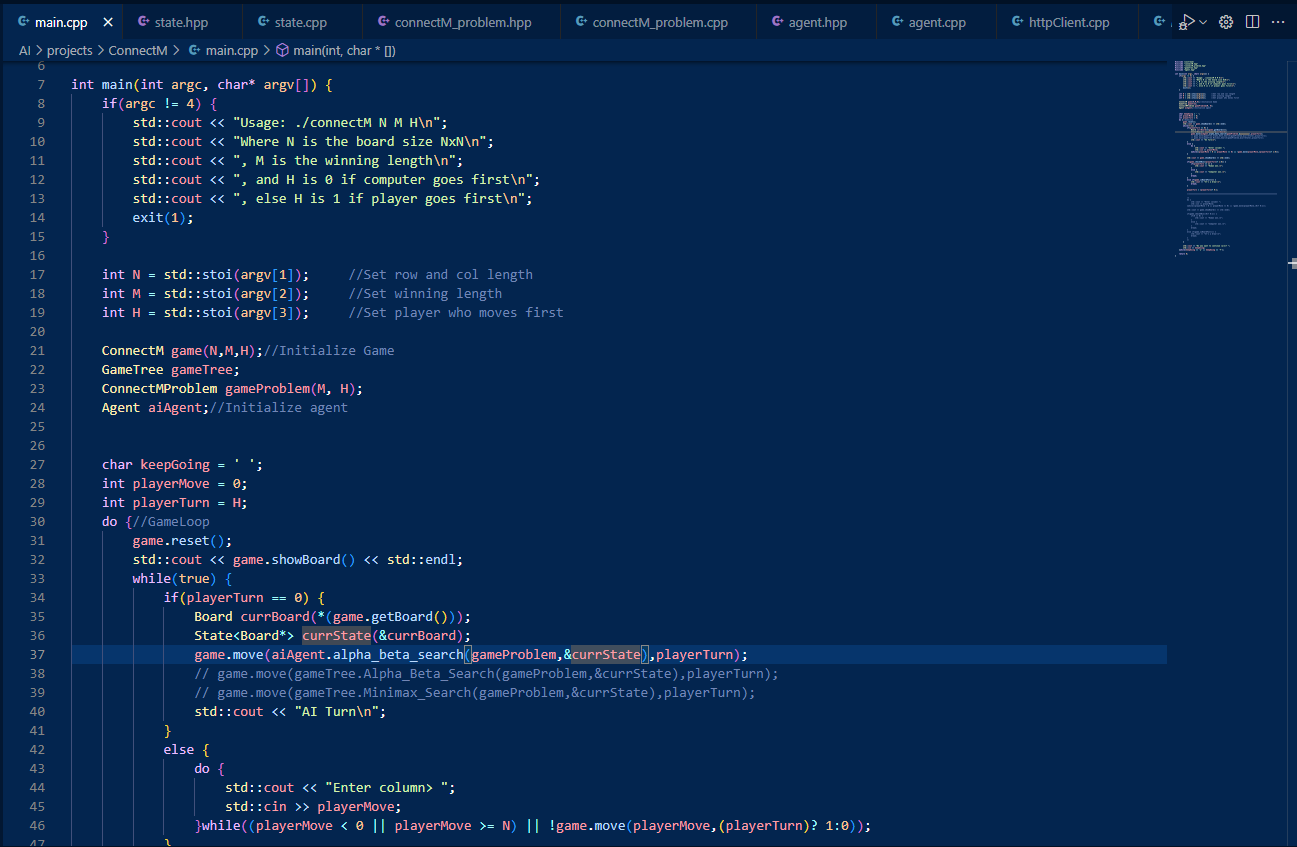 main.cpp state.hpp state.cpp connectM_problem.hpp connectM_problem.cpp agent.hpp agent.cpp httpClient.cpp
AI > projects > ConnectM > main.cpp > main(int, char * [])
6
7 int main(int argc, char* argv[]) {
8 if(argc != 4) {
9 std::cout << "Usage: ./connectM N M H\n";
10 std::cout << "Where N is the board size NxN\n";
11 std::cout << ", M is the winning length\n";
12 std::cout << ", and H is 0 if computer goes first\n";
13 std::cout << ", else H is 1 if player goes first\n";
14 exit(1);
15 }
16
17 int N = std::stoi(argv[1]); //Set row and col length
18 int M = std::stoi(argv[2]); //Set winning length
19 int H = std::stoi(argv[3]); //Set player who moves first
20
21 ConnectM game(N,M,H);//Initialize Game
22 GameTree gameTree;
23 ConnectMProblem gameProblem(M, H);
24 Agent aiAgent;//Initialize agent
25
26
27 char keepGoing = ' ';
28 int playerMove = 0;
29 int playerTurn = H;
30 do {//GameLoop
31 game.reset();
32 std::cout << game.showBoard() << std::endl;
33 while(true) {
34 if(playerTurn == 0) {
35 Board currBoard(*(game.getBoard()));
36 State<Board*> currState(&currBoard);
37 game.move(aiAgent.alpha_beta_search(gameProblem,&currState),playerTurn);
38 // game.move(gameTree.Alpha_Beta_Search(gameProblem,&currState),playerTurn);
39 // game.move(gameTree.Minimax_Search(gameProblem,&currState),playerTurn);
40 std::cout << "AI Turn\n";
41 }
42 else {
43 do {
44 std::cout << "Enter column> ";
45 std::cin >> playerMove;
46 }while((playerMove < 0 || playerMove >= N) || !game.move(playerMove,(playerTurn)? 1:0));
47 }